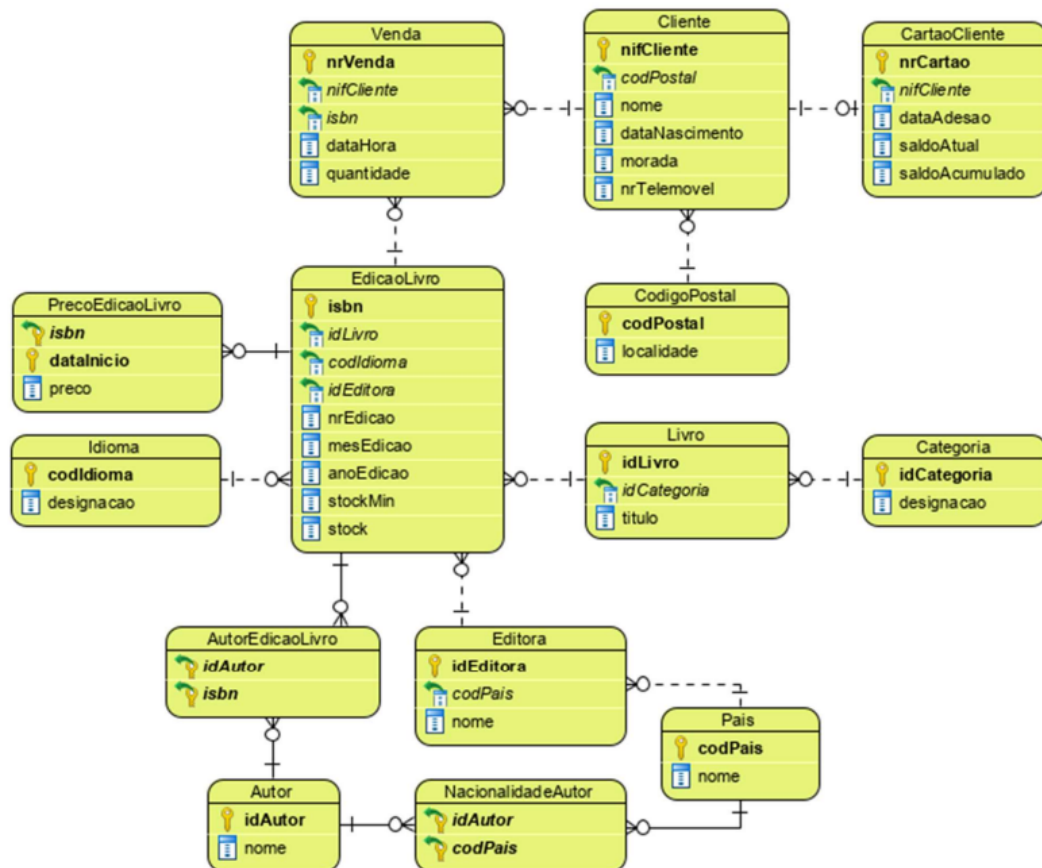 Venda
nrVenda
nifCliente
isbn
dataHora
quantidade
Cliente
nifCliente
codPostal
nome
dataNascimento
morada
nrTelemovel
CartaoCliente
nrCartao
nifCliente
dataAdesao
saldoAtual
saldoAcumulado
PrecoEdicaoLivro
isbn
dataInicio
preco
EdicaoLivro
isbn
idLivro
codIdioma
idEditora
nrEdicao
mesEdicao
anoEdicao
stockMin
stock
CodigoPostal
codPostal
localidade
Idioma
codIdioma
designacao
Livro
idLivro
idCategoria
titulo
Categoria
idCategoria
designacao
AutorEdicaoLivro
idAutor
isbn
Editora
idEditora
codPais
nome
Pais
codPais
nome
Autor
idAutor
nome
NacionalidadeAutor
idAutor
codPais